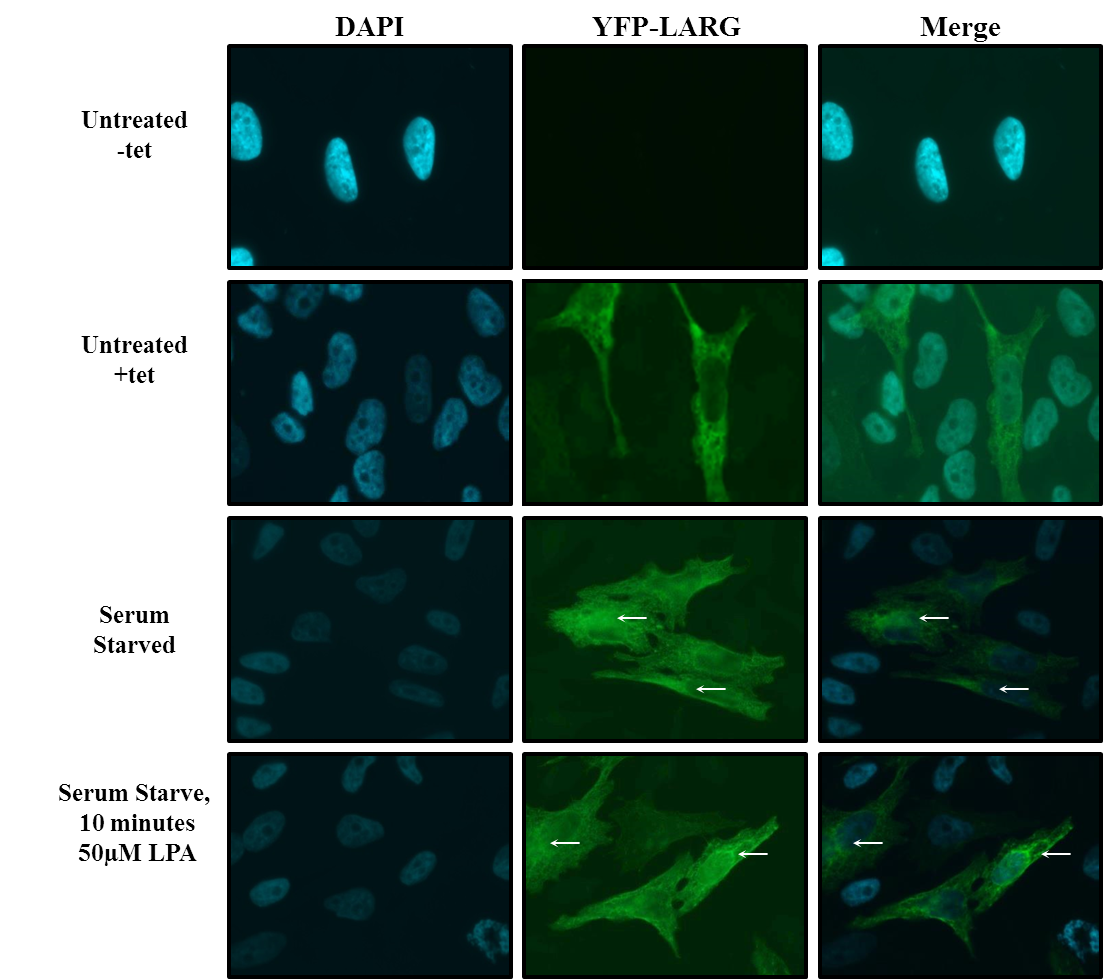 DAPI YFP-LARG Merge
Untreated
-tet
Untreated
+tet
Serum
Starved
Serum Starve,
10 minutes
50µM LPA